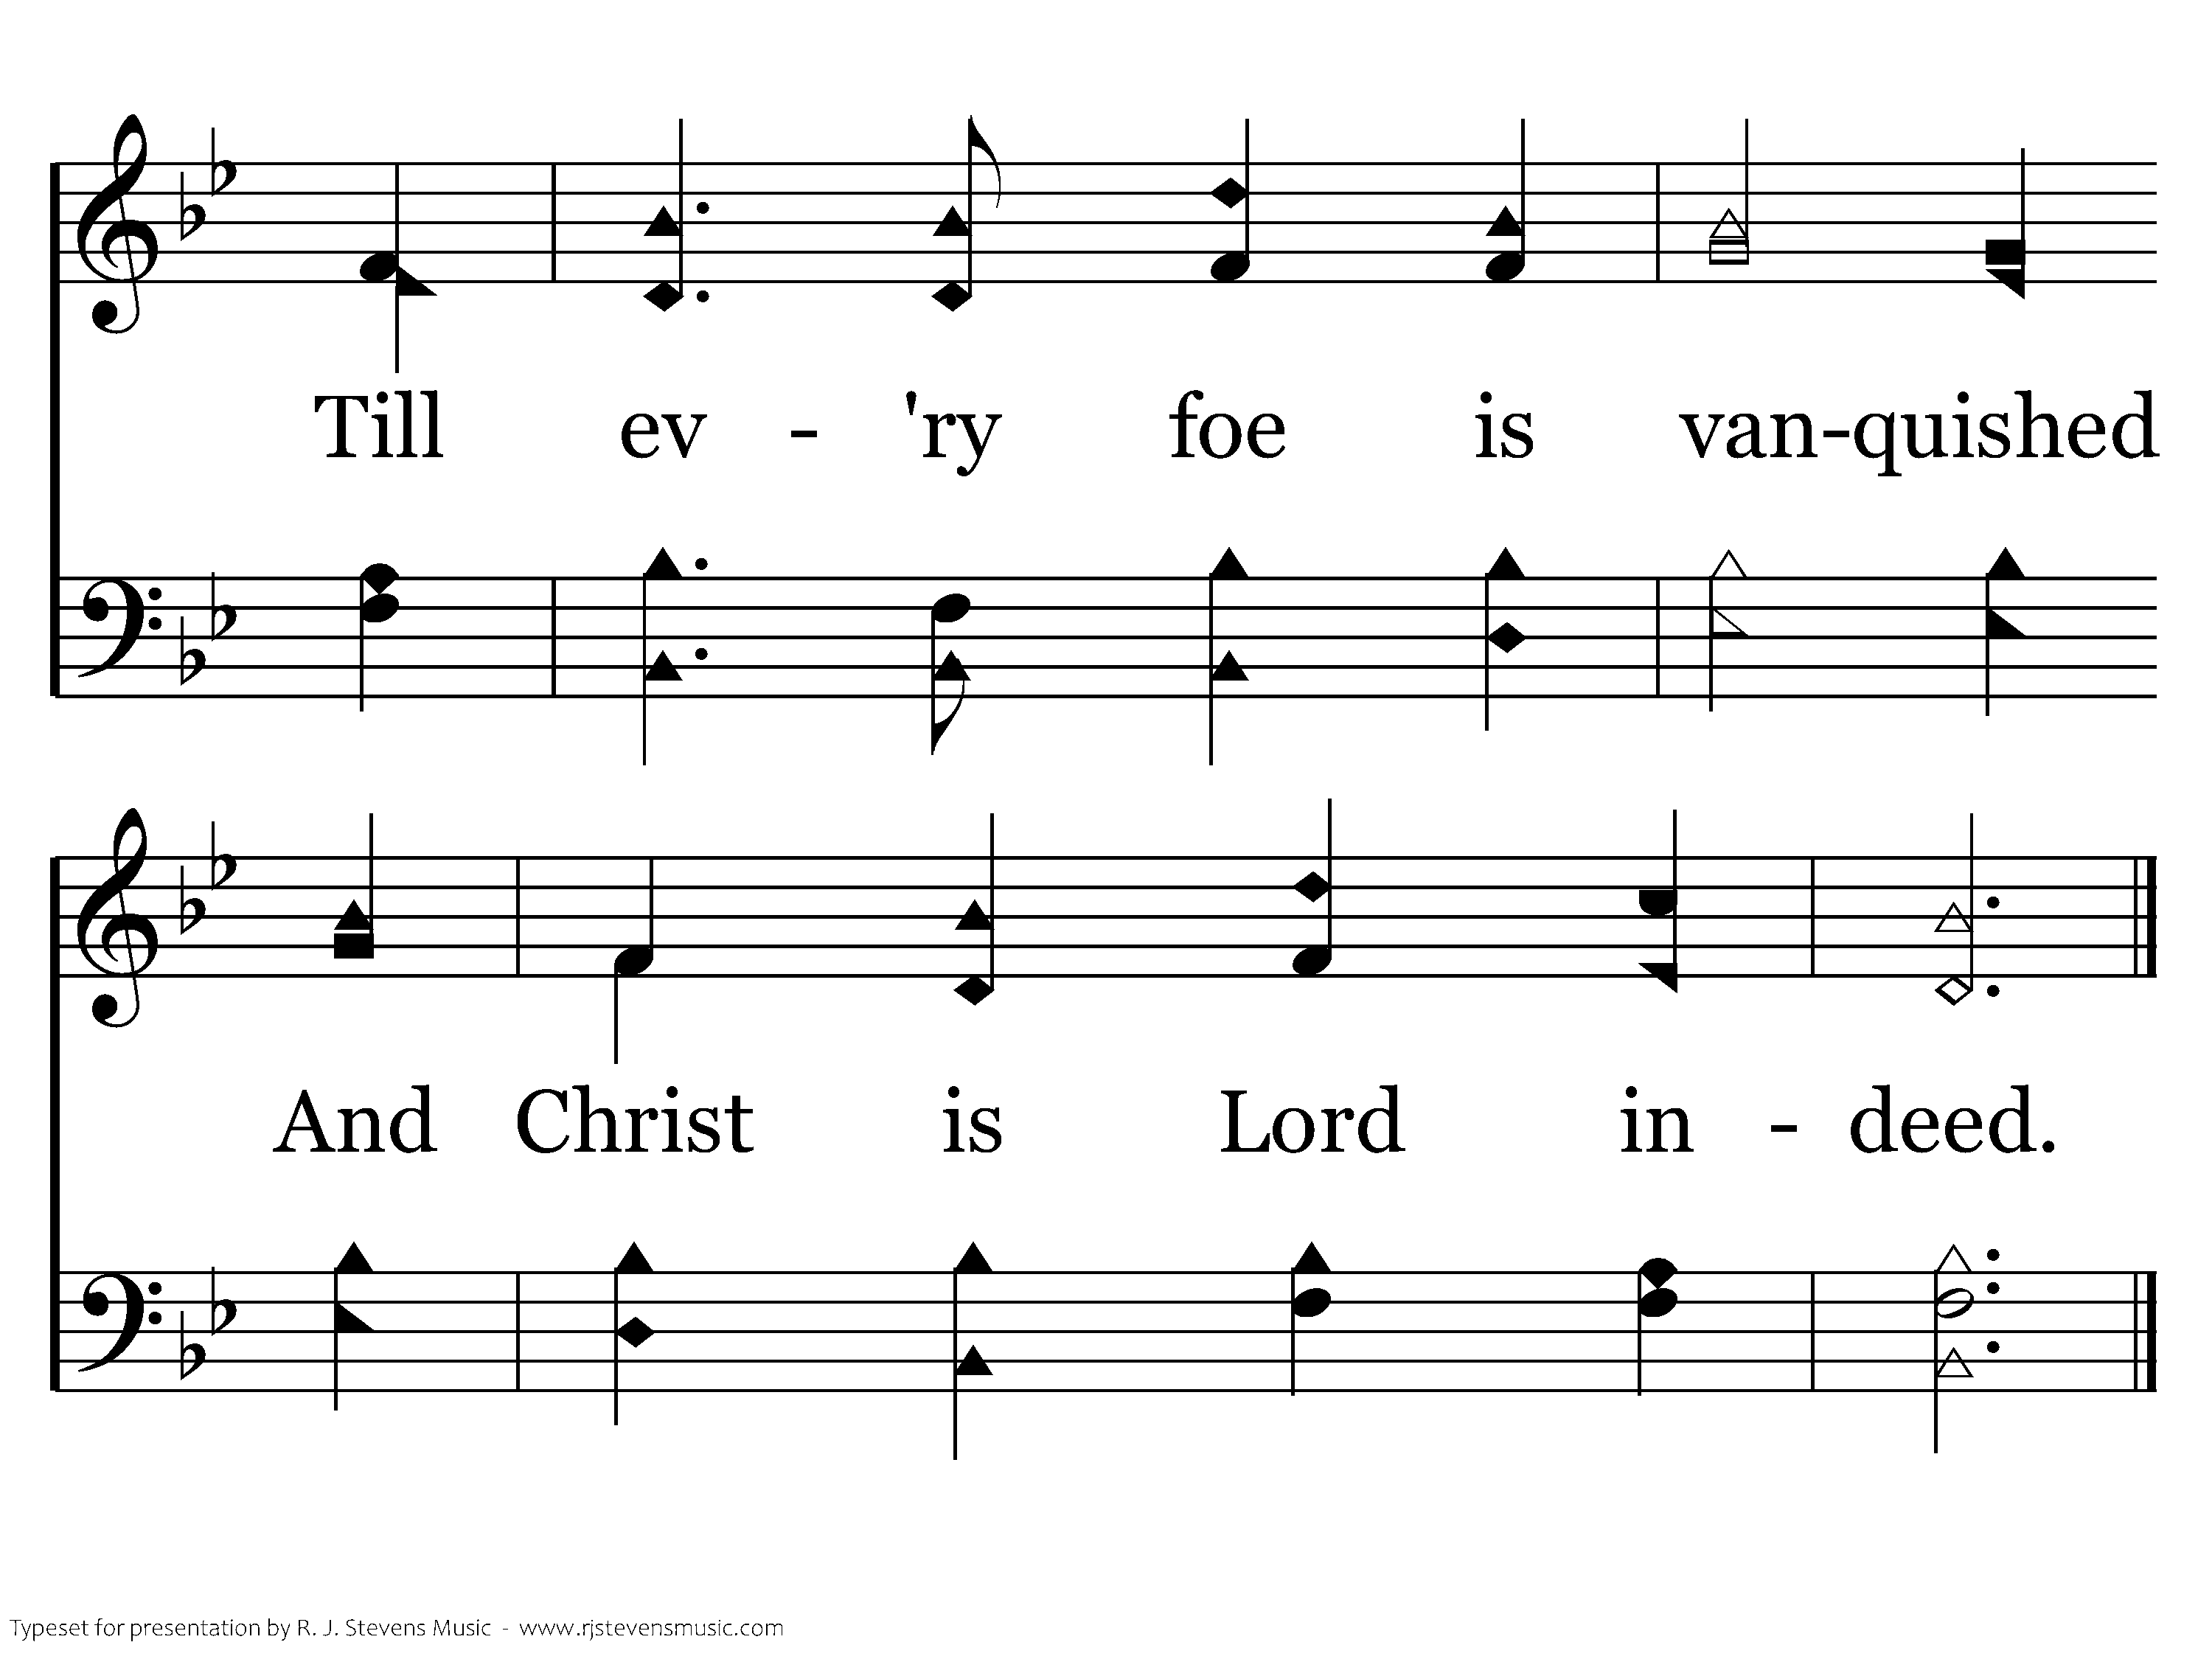 Till ev - 'ry foe is van-quished
And Christ is Lord in - deed.
Typeset for presentation by R. J. Stevens Music - www.rjstevensmusic.com